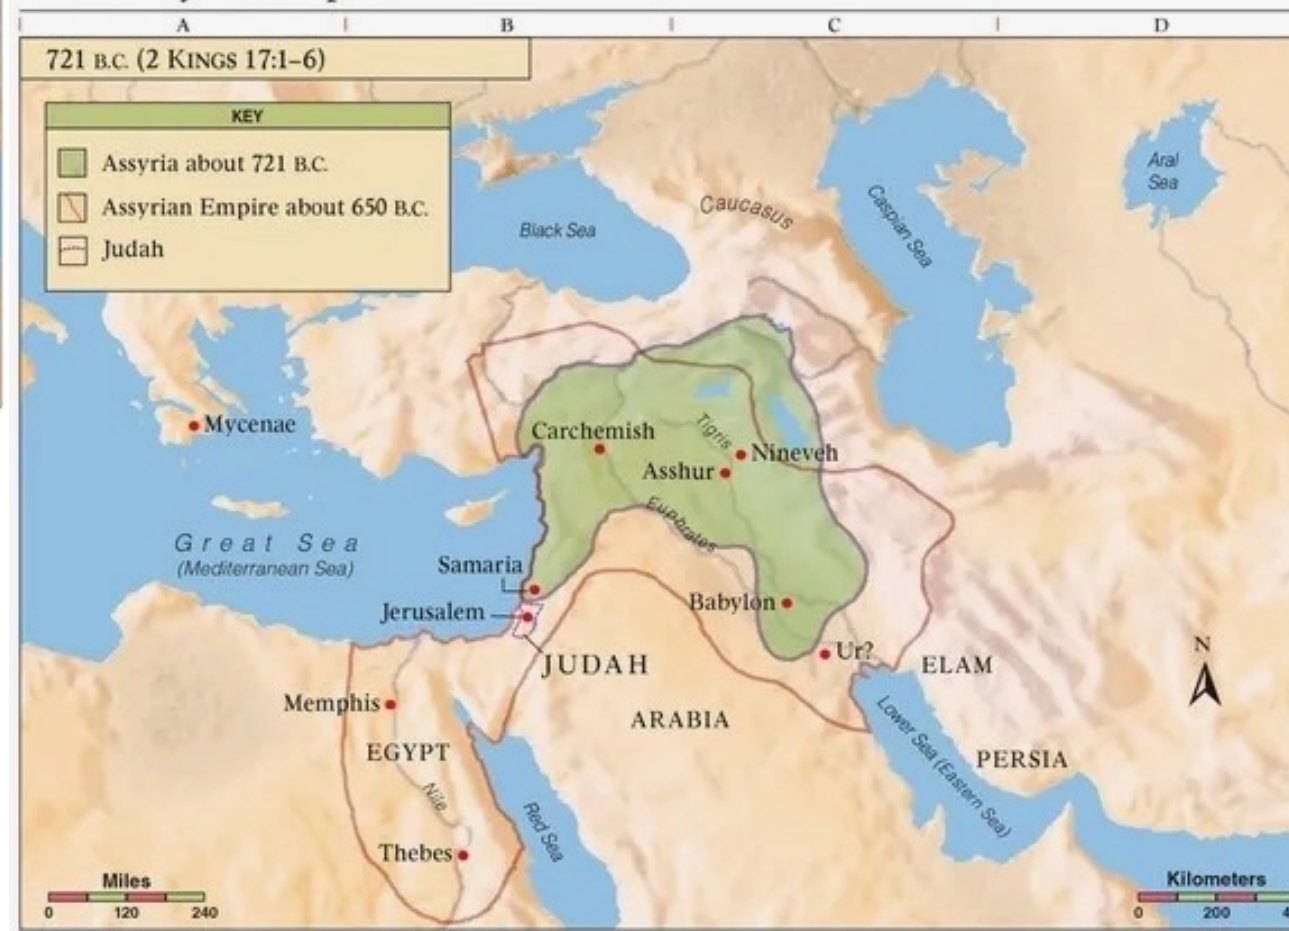 A B C D
721 B.C. (2 KINGS 17:1–6)
KEY
Assyria about 721 B.C.
Assyrian Empire about 650 B.C.
Judah
Aral
Sea
Caucasus
Caspian Sea
Black Sea
Mycenae
Carchemish
Tigris
Nineveh
Asshur
Euphrates
Great Sea
(Mediterranean Sea)
Samaria
Babylon
Jerusalem
Ur?
JUDAH
ELAM
N
Memphis
ARABIA
EGYPT
Lower Sea (Eastern Sea)
PERSIA
Nile
Red Sea
Thebes
Miles
0 120 240
Kilometers
0 200